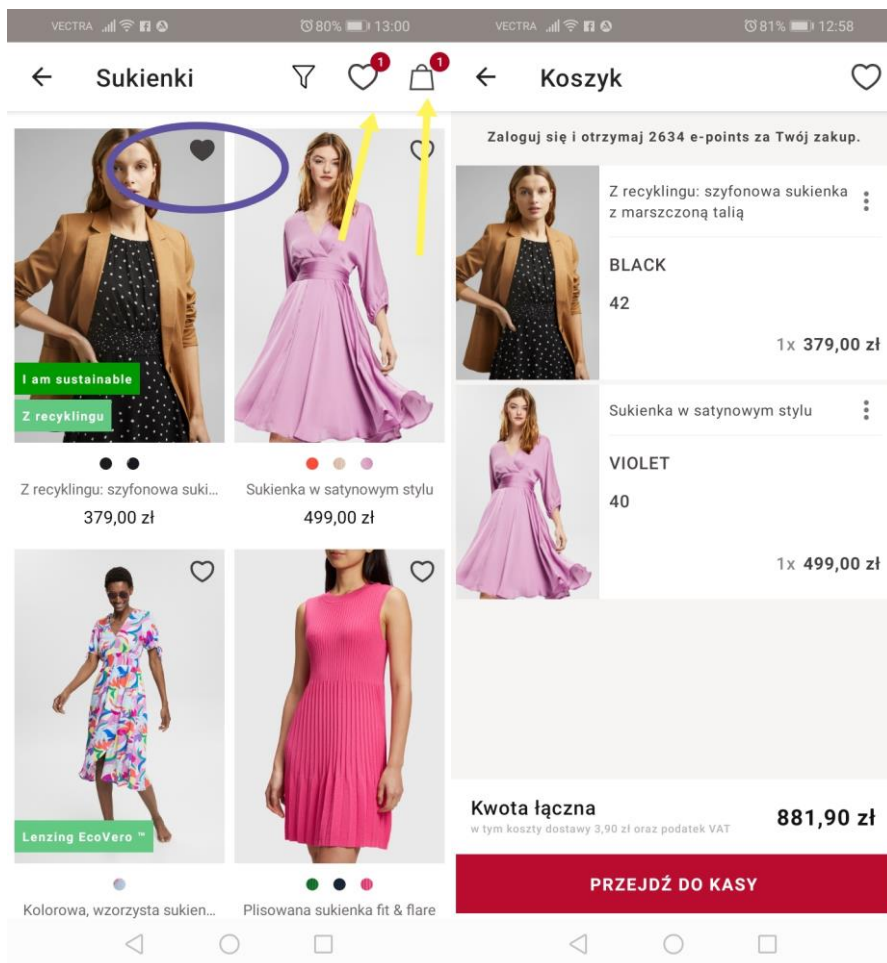 VECTRA 80% 13:00
Sukienki
1
1
I am sustainable
Z recyklingu
Z recyklingu: szyfonowa suki...
379,00 zł
Sukienka w satynowym stylu
499,00 zł
Lenzing EcoVero ™
Kolorowa, wzorzysta sukien...
Plisowana sukienka fit & flare
VECTRA 81% 12:58
Koszyk
Zaloguj się i otrzymaj 2634 e-points za Twój zakup.
Z recyklingu: szyfonowa sukienka
z marszczoną talią
BLACK
42
1x 379,00 zł
Sukienka w satynowym stylu
VIOLET
40
1x 499,00 zł
Kwota łączna
w tym koszty dostawy 3,90 zł oraz podatek VAT
881,90 zł
PRZEJDŹ DO KASY